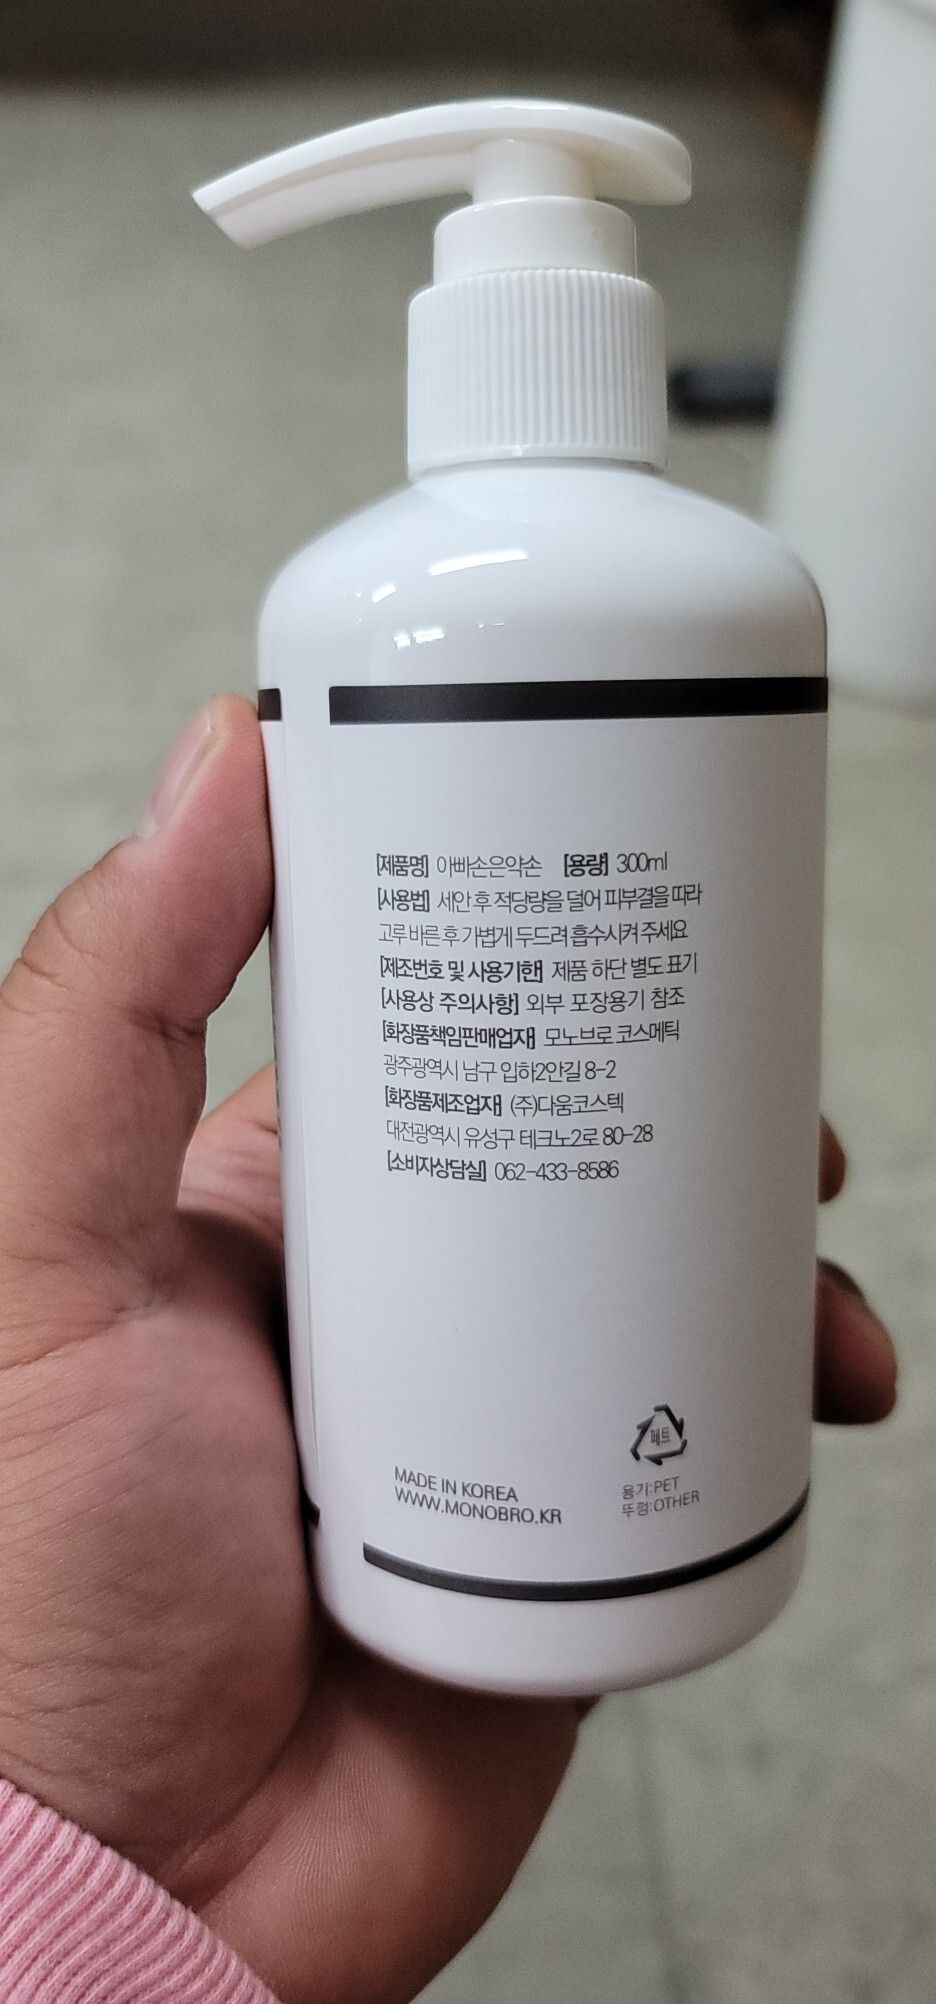 [제품명] 아빠손은약손 [용량] 300ml
[사용법] 세안 후 적당량을 덜어 피부결을 따라
고루 바른 후 가볍게 두드려 흡수시켜 주세요
[제조번호 및 사용기한] 제품 하단 별도 표기
[사용상 주의사항] 외부 포장용기 참조
[화장품책임판매업자] 모노브로 코스메틱
광주광역시 남구 입하2안길 8-2
[화장품제조업자] (주)다움코스텍
대전광역시 유성구 테크노2로 80-28
[소비자상담실] 062-433-8586
페트
MADE IN KOREA
WWW.MONOBRO.KR
용기:PET
뚜껑:OTHER